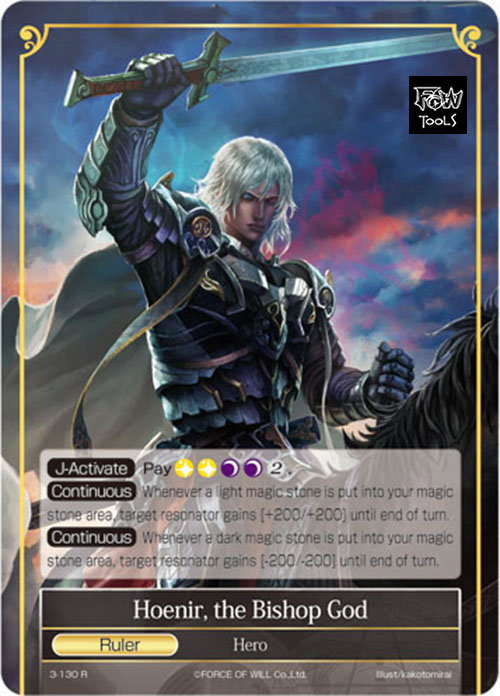 FOW
TOOLS
J-Activate Pay 2 .
Continuous Whenever a light magic stone is put into your magic
stone area, target resonator gains [+200/+200] until end of turn.
Continuous Whenever a dark magic stone is put into your magic
stone area, target resonator gains [-200/-200] until end of turn.
Hoenir, the Bishop God
Ruler Hero
3-130 R ©FORCE OF WILL Co.,Ltd. Illust/kakotomirai